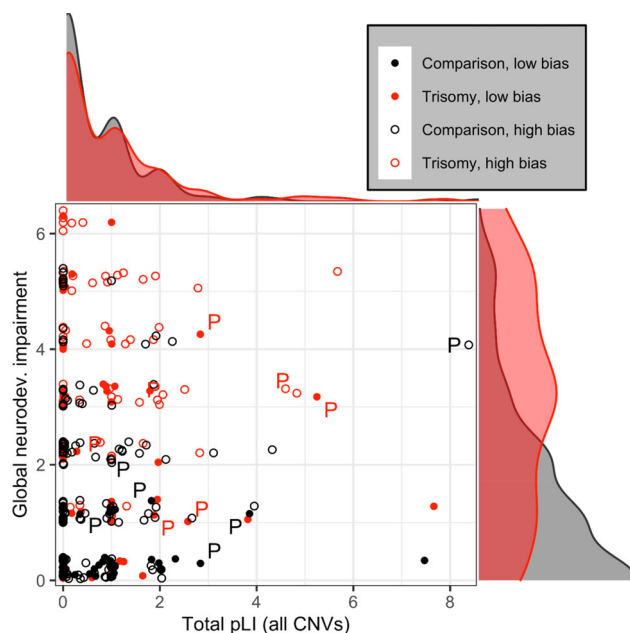 Comparison, low bias
Trisomy, low bias
Comparison, high bias
Trisomy, high bias
Global neurodev. impairment
6
4
2
0
P
P
P
P
P
P
P
P
P
P
P
P
0 2 4 6 8
Total pLI (all CNVs)